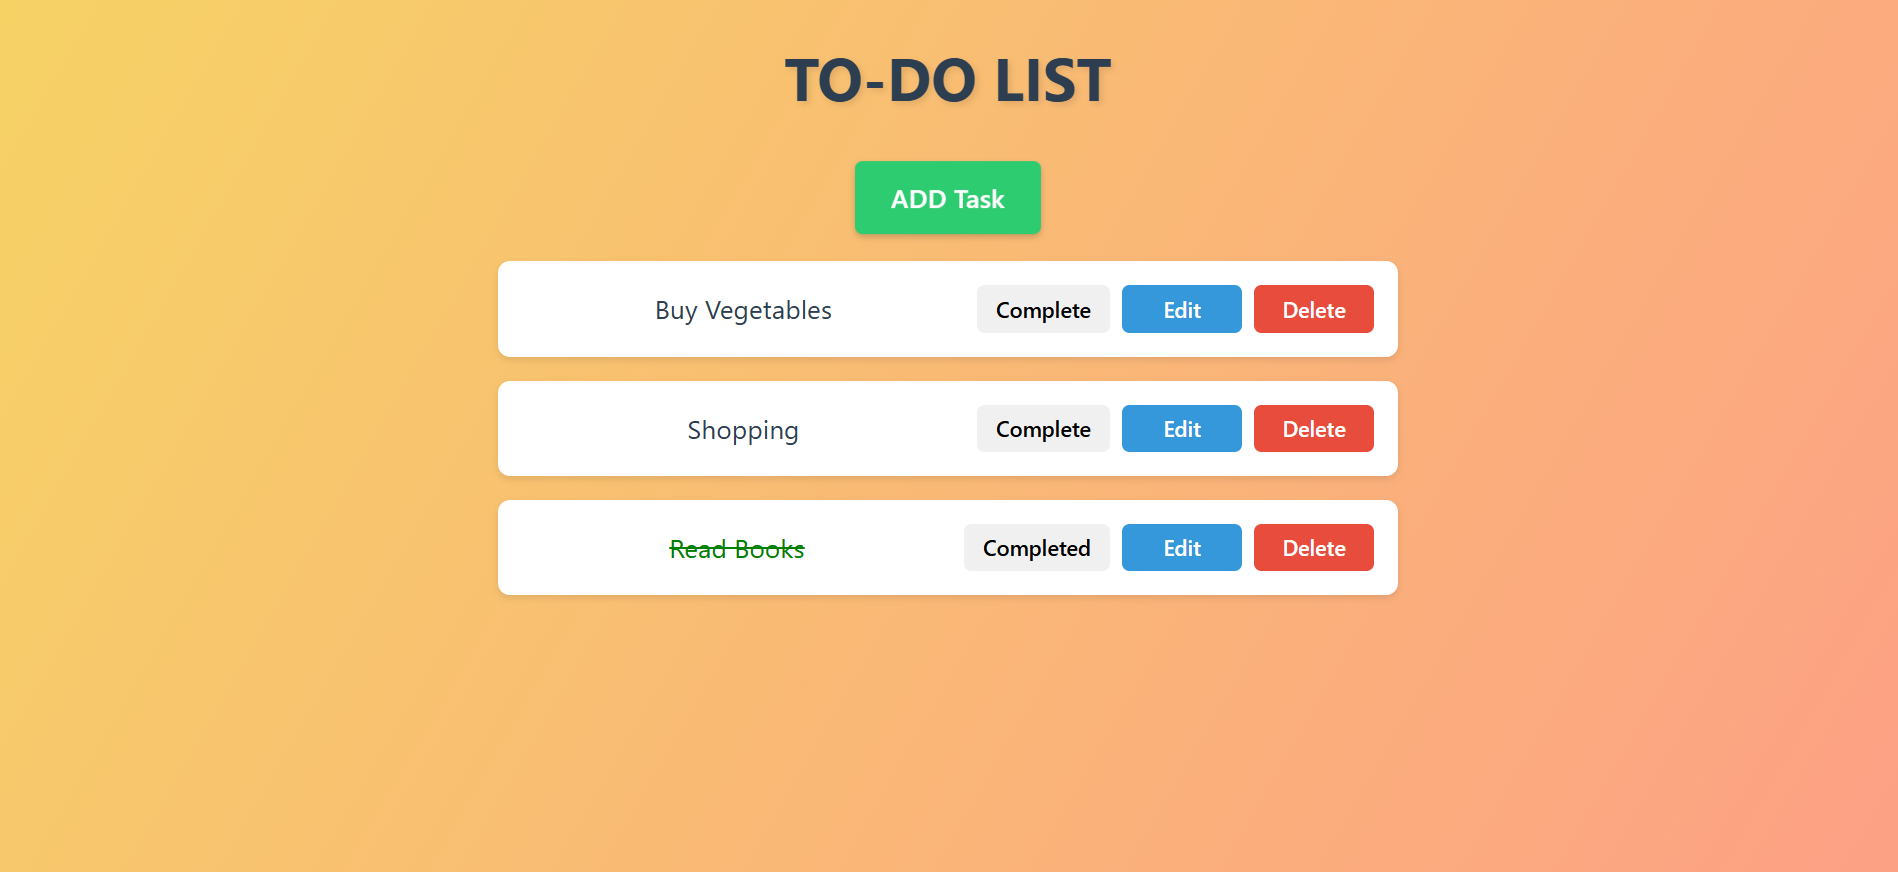 TO-DO LIST
ADD Task
Buy Vegetables Complete Edit Delete
Shopping Complete Edit Delete
Read Books Completed Edit Delete